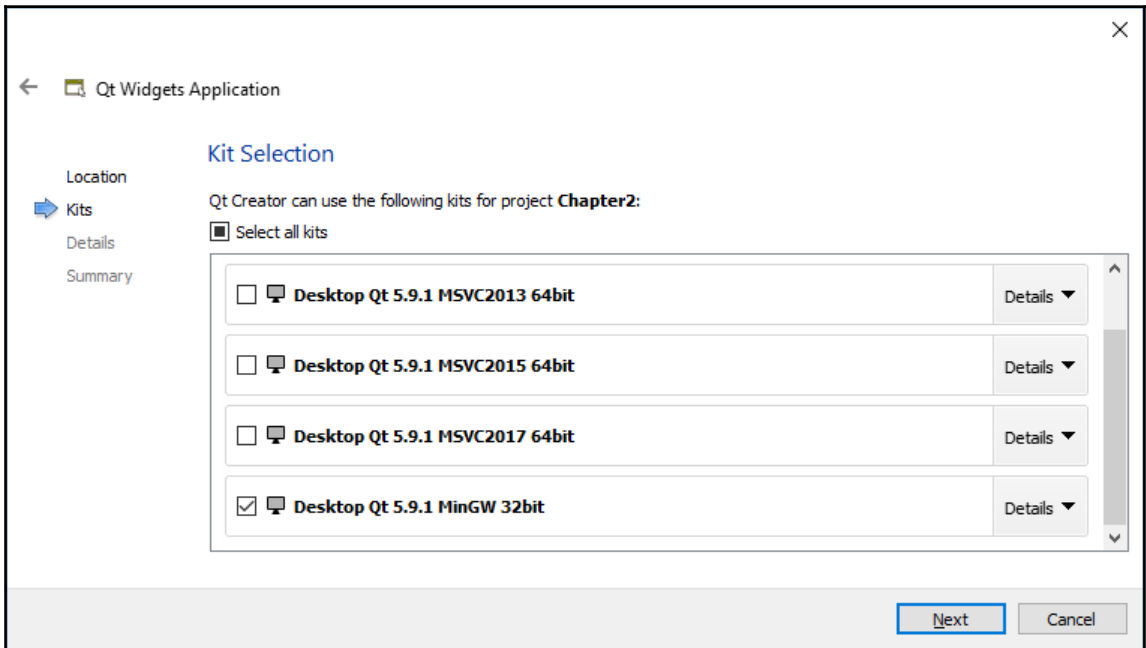 Qt Widgets Application
Location
Kits
Details
Summary
Kit Selection
Qt Creator can use the following kits for project Chapter2:
Select all kits
Desktop Qt 5.9.1 MSVC2013 64bit
Details
Desktop Qt 5.9.1 MSVC2015 64bit
Details
Desktop Qt 5.9.1 MSVC2017 64bit
Details
Desktop Qt 5.9.1 MinGW 32bit
Details
Next
Cancel